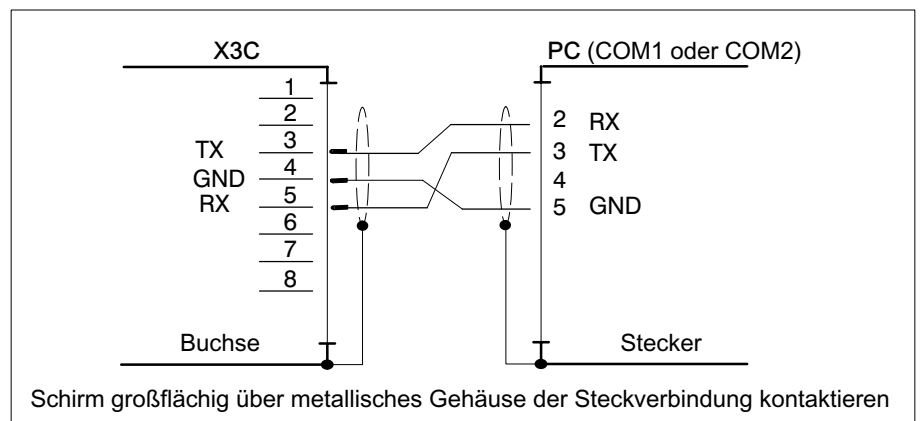 X3C
PC (COM1 oder COM2)
1
2
TX 3
GND 4
RX 5
6
7
8
2 RX
3 TX
4
5 GND
Buchse
Stecker
Schirm großflächig über metallisches Gehäuse der Steckverbindung kontaktieren